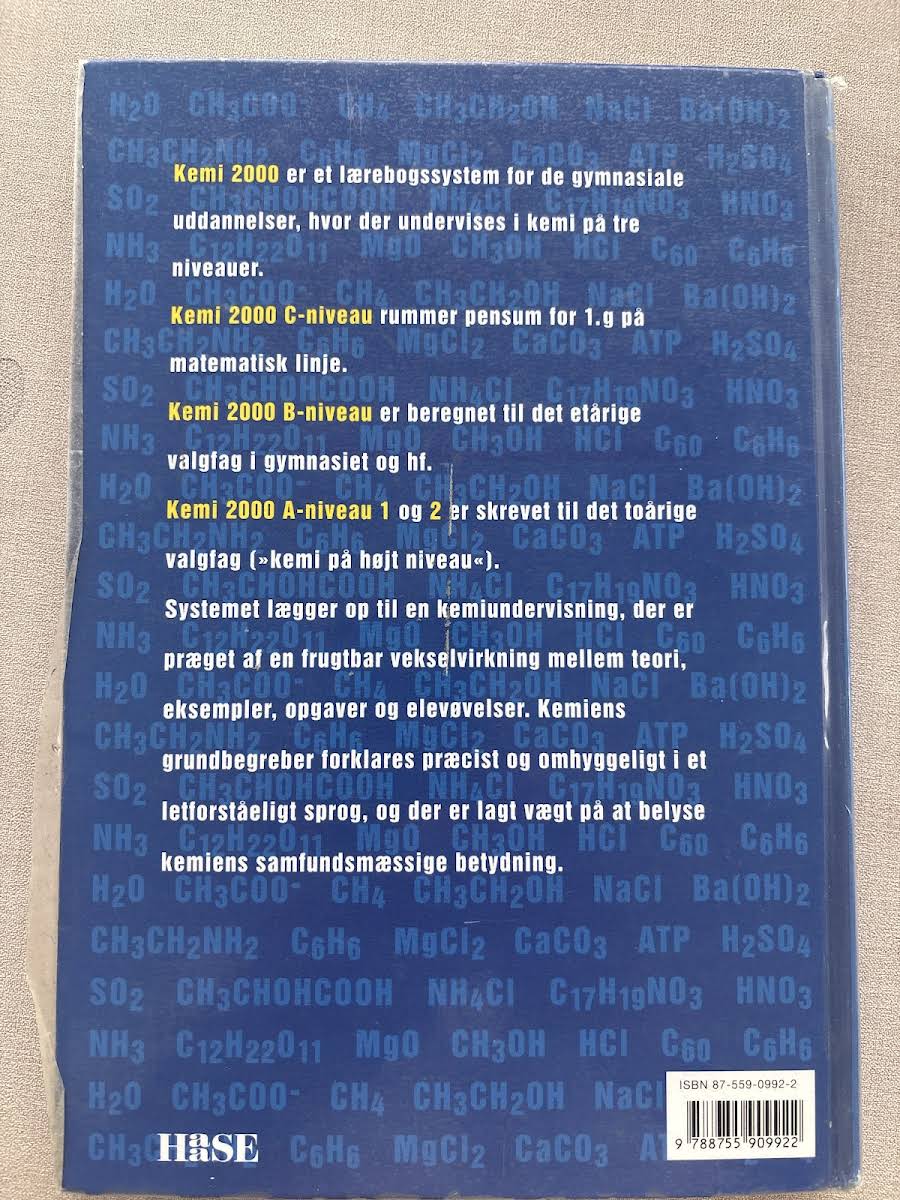 Kemi 2000 er et lærebogssystem for de gymnasiale
uddannelser, hvor der undervises i kemi på tre
niveauer.
Kemi 2000 C-niveau rummer pensum for 1.g på
matematisk linje.
Kemi 2000 B-niveau er beregnet til det etårige
valgfag i gymnasiet og hf.
Kemi 2000 A-niveau 1 og 2 er skrevet til det toårige
valgfag (»kemi på højt niveau«).
Systemet lægger op til en kemiundervisning, der er
præget af en frugtbar vekselvirkning mellem teori,
eksempler, opgaver og elevøvelser. Kemiens
grundbegreber forklares præcist og omhyggeligt i et
letforståeligt sprog, og der er lagt vægt på at belyse
kemiens samfundsmæssige betydning.
H₂O CH₃COO⁻ CH₄ CH₃CH₂OH NaCl Ba(OH)₂
CH₃CH₂NH₂ C₆H₆ MgCl₂ CaCO₃ ATP H₂SO₄
SO₂ CH₃CHOHCOOH NH₄Cl C₁₇H₁₉NO₃ HNO₃
NH₃ C₁₂H₂₂O₁₁ MgO CH₃OH HCl C₆₀ C₆H₆
H₂O CH₃COO⁻ CH₄ CH₃CH₂OH NaCl
C₆H₆ MgCl₂ CaCO₃
HaaSE
ISBN 87-559-0992-2
9 788755 909922